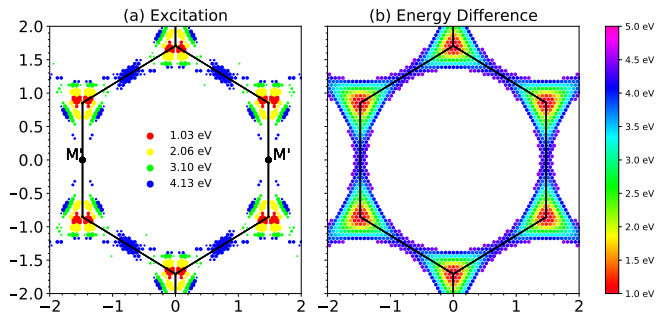 (a) Excitation
(b) Energy Difference
2.0
1.5
1.0
0.5
0.0
−0.5
−1.0
−1.5
−2.0
M'
M'
1.03 eV
2.06 eV
3.10 eV
4.13 eV
−2 −1 0 1 2
−2 −1 0 1 2
5.0 eV
4.5 eV
4.0 eV
3.5 eV
3.0 eV
2.5 eV
2.0 eV
1.5 eV
1.0 eV